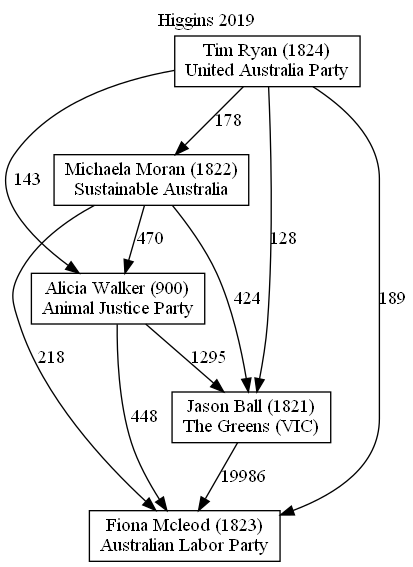 Higgins 2019
Tim Ryan (1824)
United Australia Party
178
Michaela Moran (1822)
Sustainable Australia
143
470
128
Alicia Walker (900)
Animal Justice Party
424
189
218
1295
448
Jason Ball (1821)
The Greens (VIC)
19986
Fiona Mcleod (1823)
Australian Labor Party